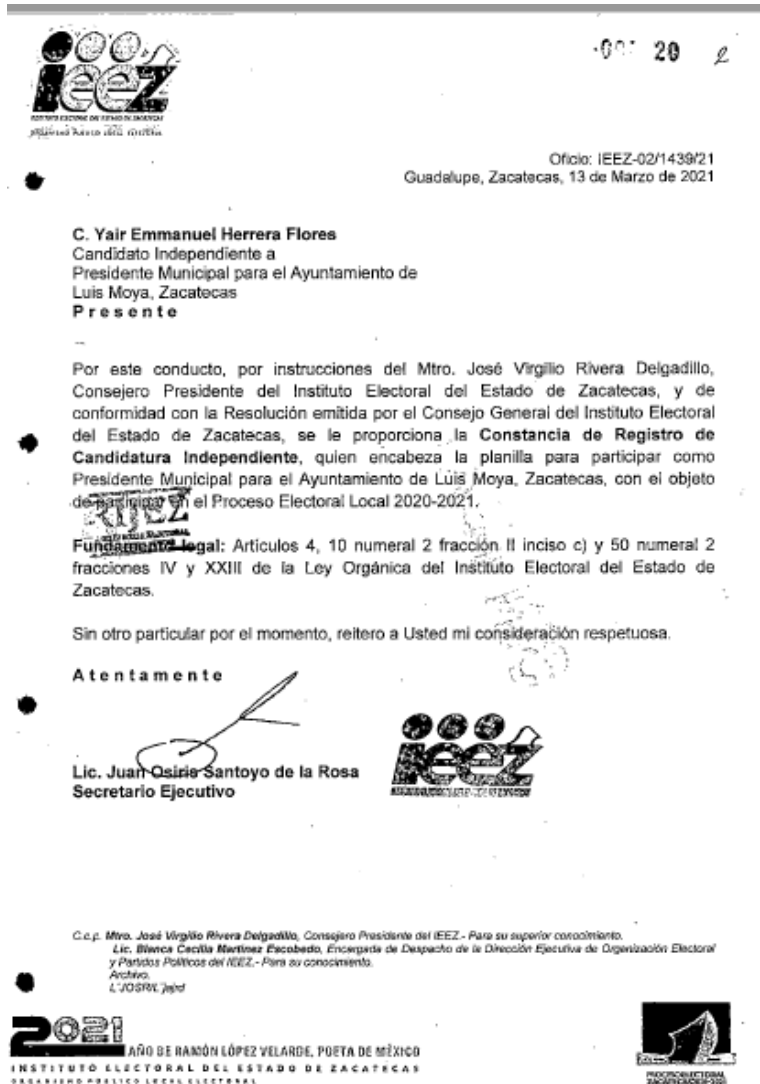 20
ieez
Oficio: IEEZ-02/1439/21
Guadalupe, Zacatecas, 13 de Marzo de 2021
C. Yair Emmanuel Herrera Flores
Candidato Independiente a
Presidente Municipal para el Ayuntamiento de
Luis Moya, Zacatecas
P r e s e n t e
Por este conducto, por instrucciones del Mtro. José Virgilio Rivera Delgadillo,
Consejero Presidente del Instituto Electoral del Estado de Zacatecas, y de
conformidad con la Resolución emitida por el Consejo General del Instituto Electoral
del Estado de Zacatecas, se le proporciona la Constancia de Registro de
Candidatura Independiente, quien encabeza la planilla para participar como
Presidente Municipal para el Ayuntamiento de Luis Moya, Zacatecas, con el objeto
de participar en el Proceso Electoral Local 2020-2021.
Fundamento legal: Artículos 4, 10 numeral 2 fracción II inciso c) y 50 numeral 2
fracciones IV y XXIII de la Ley Orgánica del Instituto Electoral del Estado de
Zacatecas.
Sin otro particular por el momento, reitero a Usted mi consideración respetuosa.
A t e n t a m e n t e
ieez
Lic. Juan Osiris Santoyo de la Rosa
Secretario Ejecutivo
C.c.p. Mtro. José Virgilio Rivera Delgadillo, Consejero Presidente del IEEZ.- Para su superior conocimiento.
Lic. Blanca Cecilia Martínez Escobedo, Encargada de Despacho de la Dirección Ejecutiva de Organización Electoral
y Partidos Políticos del IEEZ.- Para su conocimiento.
Archivo.
2021
AÑO DE RAMÓN LÓPEZ VELARDE, POETA DE MÉXICO
INSTITUTO ELECTORAL DEL ESTADO DE ZACATECAS
ORGANISMO PÚBLICO LOCAL ELECTORAL